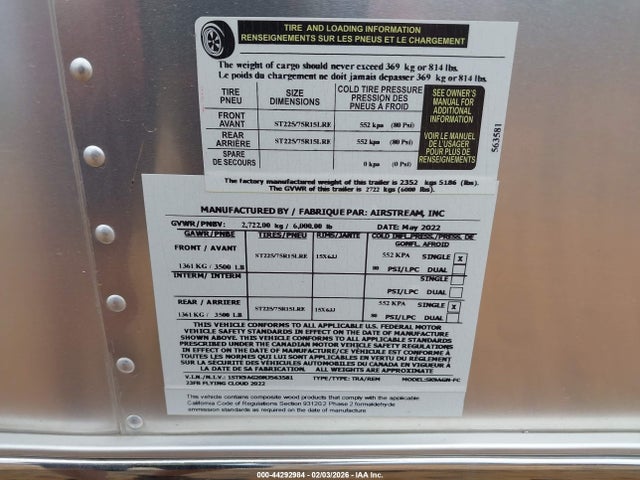 TIRE AND LOADING INFORMATION
RENSEIGNEMENTS SUR LES PNEUS ET LE CHARGEMENT
The weight of cargo should never exceed 369 kg or 814 lbs.
Le poids du chargement ne doit jamais depasser 369 kg or 814 lbs.
TIRE
PNEU
SIZE
DIMENSIONS
COLD TIRE PRESSURE
PRESSION DES
PNEUS A FROID
SEE OWNER'S
MANUAL FOR
ADDITIONAL
INFORMATION
VOIR LE MANUEL
DE L'USAGER
POUR PLUS DE
RENSEIGNEMENTS
FRONT
AVANT
ST225/75R15LRE
552 kpa (80 Psi)
REAR
ARRIÈRE
ST225/75R15LRE
552 kpa (80 Psi)
SPARE
DE SECOURS
0 kpa (0 Psi)
563581
The factory manufactured weight of this trailer is 2352 kgs 5186 (lbs).
The GVWR of this trailer is 2722 kgs (6000 lbs).
MANUFACTURED BY / FABRIQUE PAR: AIRSTREAM, INC
GVWR/PNBV: 2,722.00 kg / 6,000.00 lb DATE: May 2022
GAWR/PNBE TIRES/PNEU RIMS/JANTE COLD INFL.PRESS/PRESS. DE
GONFL. AFROID
FRONT / AVANT ST225/75R15LRE 15X6JJ 552 KPA SINGLE X
1361 KG / 3500 LB 80 PSI/LPC DUAL
INTERM/ INTERM SINGLE
PSI/LPC DUAL
REAR / ARRIERE ST225/75R15LRE 15X6JJ 552 KPA SINGLE X
1361 KG / 3500 LB 80 PSI/LPC DUAL
THIS VEHICLE CONFORMS TO ALL APPLICABLE U.S. FEDERAL MOTOR
VEHICLE SAFETY STANDARDS IN EFFECT ON THE DATE OF MANUFACTURE
SHOWN ABOVE. THIS VEHICLE CONFORMS TO ALL APPLICABLE STANDARDS
PRESCRIBED UNDER THE CANADIAN MOTOR VEHICLE SAFETY REGULATIONS
IN EFFECT ON THE DATE OF MANUFACTURE/CE VÉHICULE EST CONFORME A
TOUTES LES NORMES QUI LUI SONT APPLICABLES EN VERTU DU RÈGLEMENT
SUR LA SÉCURITÉ DES VÉHICULES AUTOMOBILES DU CANADA EN VIGUEUR À
LA DATE DE SA FABRICATION. ALL WEIGHTS ARE APPROXIMATE
V.I.N./N.I.V.: TYPE/TYPE: TRA/REM MODEL:
23FB FLYING CLOUD 2022
This vehicle contains composite wood products that comply with the applicable
California Code of Regulations Section 93120.2 Phase 2 formaldehyde
emmission standards as required on the date of manufacture.
000-44292984 - 02/03/2026 - IAA Inc.